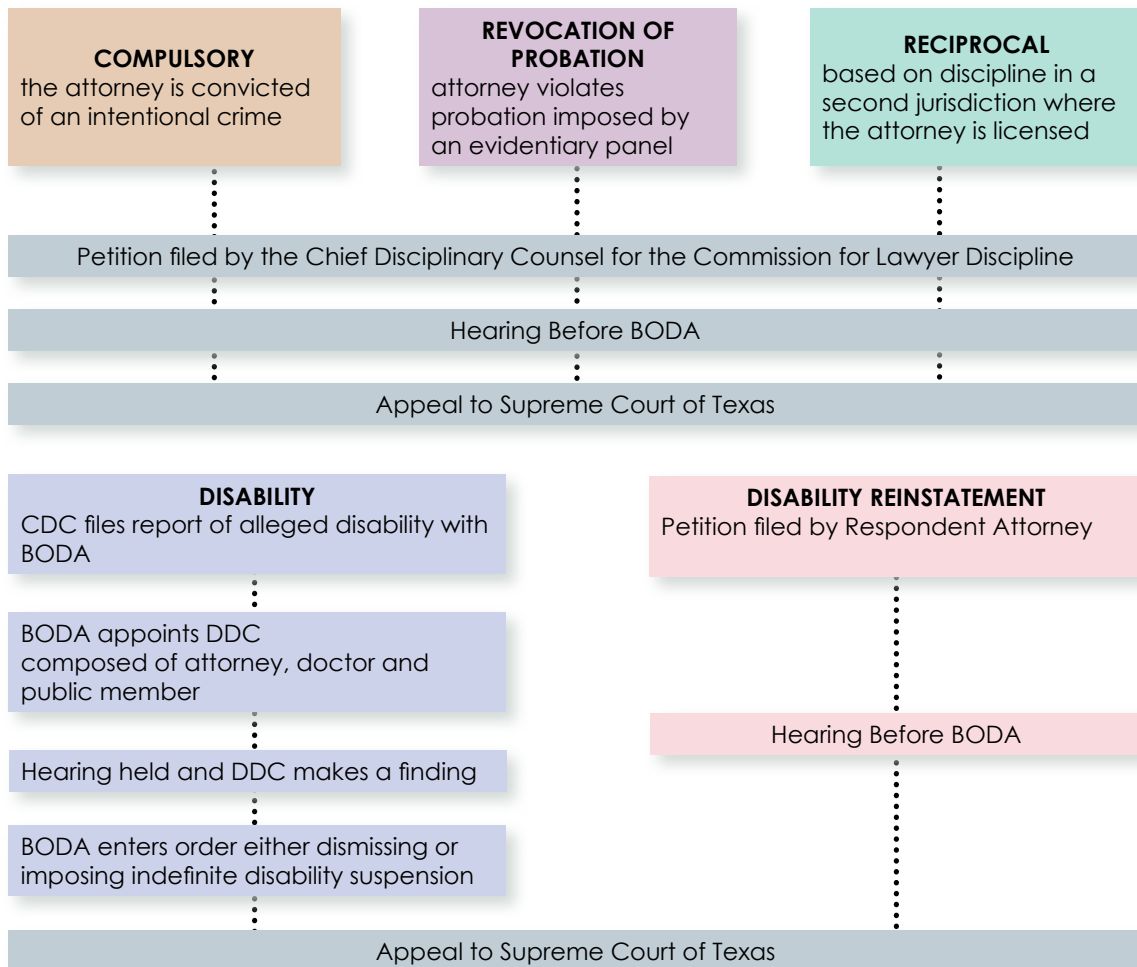 COMPULSORY
the attorney is convicted
of an intentional crime
REVOCATION OF
PROBATION
attorney violates
probation imposed by
an evidentiary panel
RECIPROCAL
based on discipline in a
second jurisdiction where
the attorney is licensed
Petition filed by the Chief Disciplinary Counsel for the Commission for Lawyer Discipline
Hearing Before BODA
Appeal to Supreme Court of Texas
DISABILITY
CDC files report of alleged disability with
BODA
BODA appoints DDC
composed of attorney, doctor and
public member
Hearing held and DDC makes a finding
BODA enters order either dismissing or
imposing indefinite disability suspension
DISABILITY REINSTATEMENT
Petition filed by Respondent Attorney
Hearing Before BODA
Appeal to Supreme Court of Texas